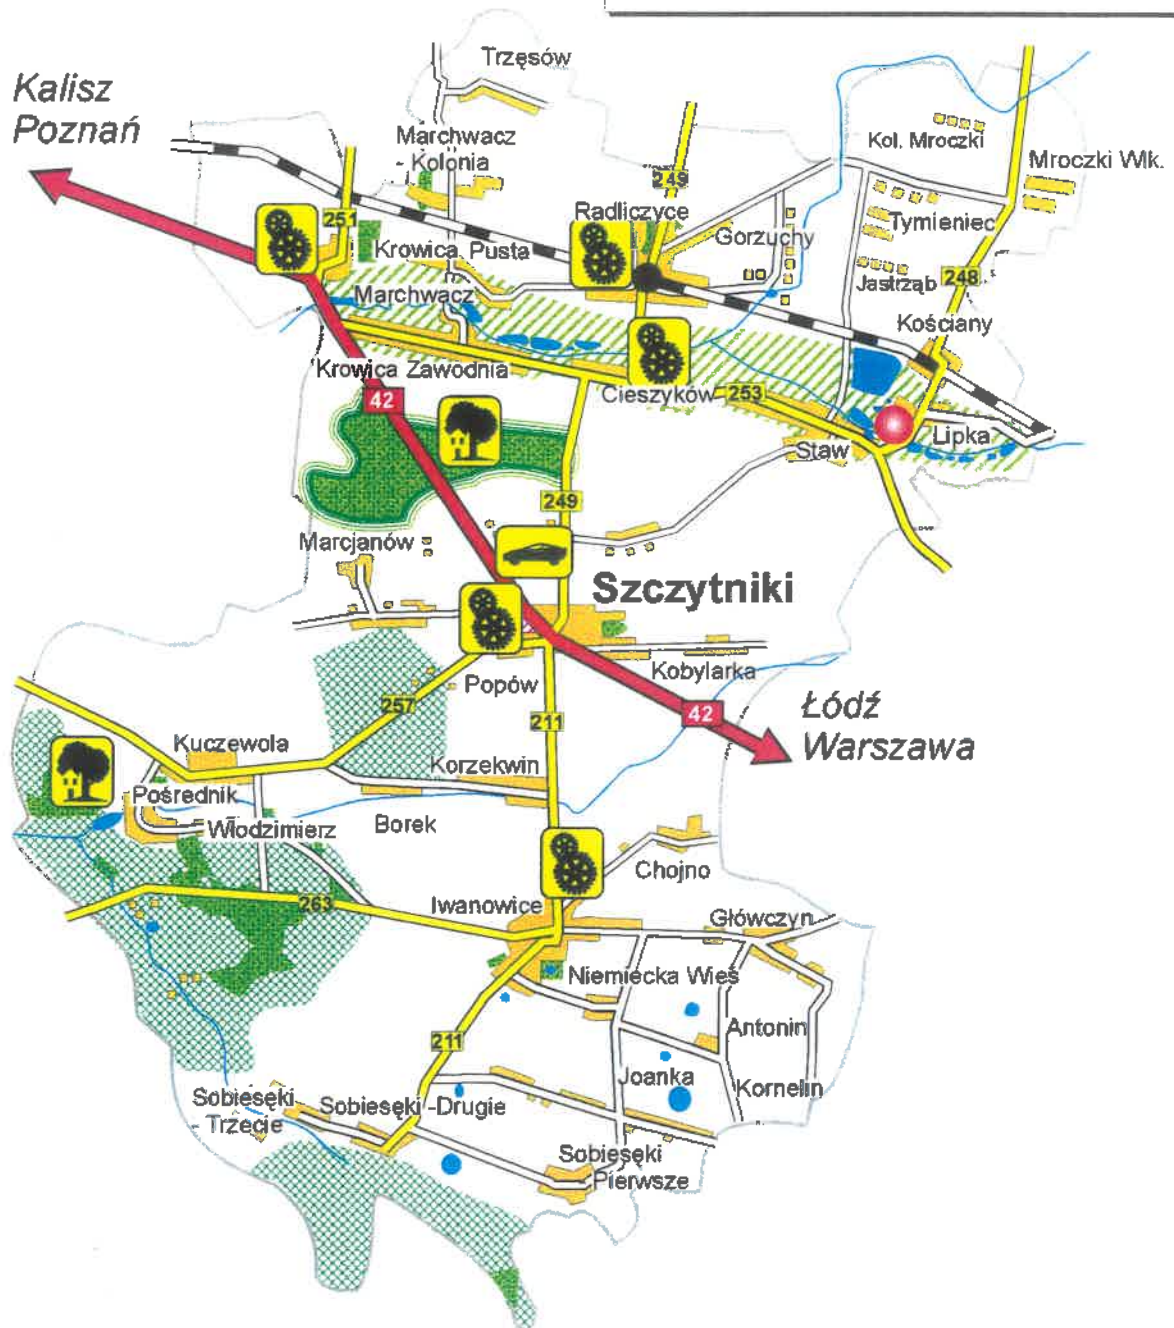 Trzęsów
Kalisz
Poznań
Marchwacz
- Kolonia
Kol. Mroczki
Mroczki Wlk.
249
Radliczyce
251
Krowica Pusta
Gorzuchy
Tymieniec
Jastrząb
248
Marchwacz
Kościany
Krowica Zawodnia
42
Cieszyków
253
Staw
Lipka
249
Marcjanów
Szczytniki
Kobylarka
Popów
257
211
42
Łódź
Warszawa
Kuczewola
Korzekwin
Pośrednik
Włodzimierz
Borek
Chojno
263
Iwanowice
Główczyn
Niemiecka Wieś
Antonin
211
Joanka
Kornelin
Sobiesęki
- Trzecie
Sobiesęki -Drugie
Sobiesęki
- Pierwsze